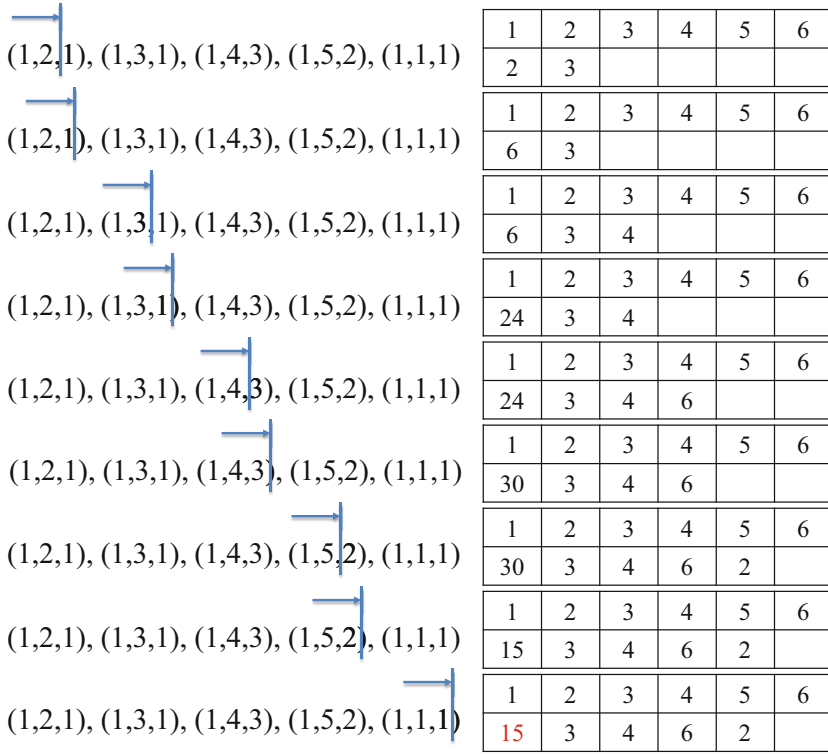 1 2 3 4 5 6
(1,2,1), (1,3,1), (1,4,3), (1,5,2), (1,1,1)
2 3
1 2 3 4 5 6
(1,2,1), (1,3,1), (1,4,3), (1,5,2), (1,1,1)
6 3
1 2 3 4 5 6
(1,2,1), (1,3,1), (1,4,3), (1,5,2), (1,1,1)
6 3 4
1 2 3 4 5 6
(1,2,1), (1,3,1), (1,4,3), (1,5,2), (1,1,1)
24 3 4
1 2 3 4 5 6
(1,2,1), (1,3,1), (1,4,3), (1,5,2), (1,1,1)
24 3 4 6
1 2 3 4 5 6
(1,2,1), (1,3,1), (1,4,3), (1,5,2), (1,1,1)
30 3 4 6
1 2 3 4 5 6
(1,2,1), (1,3,1), (1,4,3), (1,5,2), (1,1,1)
30 3 4 6 2
1 2 3 4 5 6
(1,2,1), (1,3,1), (1,4,3), (1,5,2), (1,1,1)
15 3 4 6 2
1 2 3 4 5 6
(1,2,1), (1,3,1), (1,4,3), (1,5,2), (1,1,1)
15 3 4 6 2